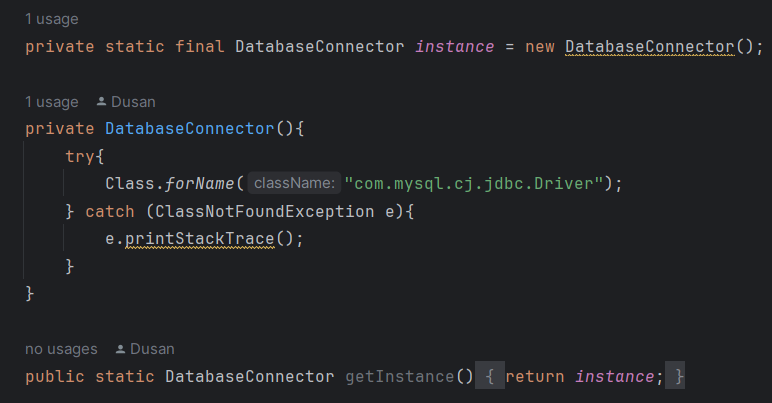 1 usage
private static final DatabaseConnector instance = new DatabaseConnector();
1 usage Dusan
private DatabaseConnector(){
try{
Class.forName( className: "com.mysql.cj.jdbc.Driver");
} catch (ClassNotFoundException e){
e.printStackTrace();
}
}
no usages Dusan
public static DatabaseConnector getInstance() { return instance; }